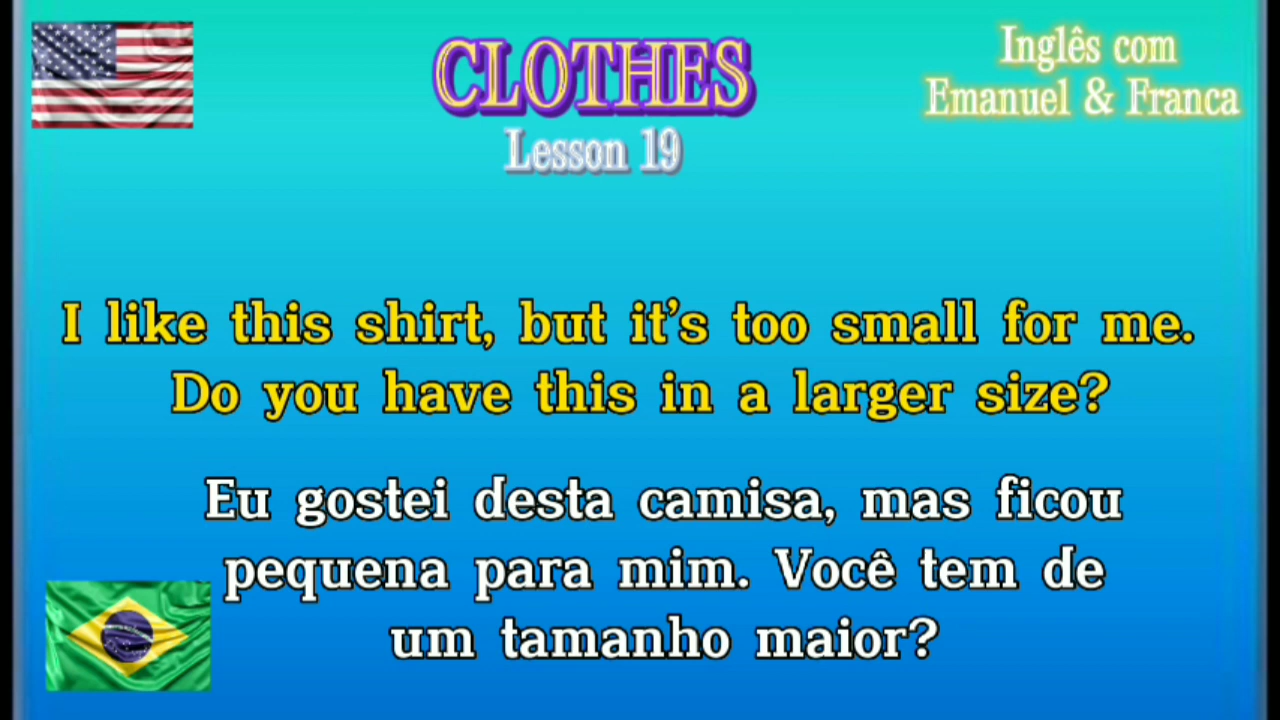 CLOTHES
Lesson 19
Inglês com
Emanuel & Franca
I like this shirt, but it's too small for me.
Do you have this in a larger size?
Eu gostei desta camisa, mas ficou
pequena para mim. Você tem de
um tamanho maior?